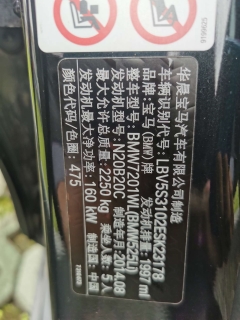 华晨宝马汽车有限公司制造
品牌：宝马(BMW)牌
车辆识别代号：LBV5S3102ESK23178
整车型号：BMW7201WL(BMW525Li)
发动机排量：1997 ml
发动机型号：N20B20C 制造年月：2014.08
最大允许总质量：2250 kg 乘坐人数：5人
发动机最大净功率：160 kW 制造国：中国
颜色代号/色圈：475